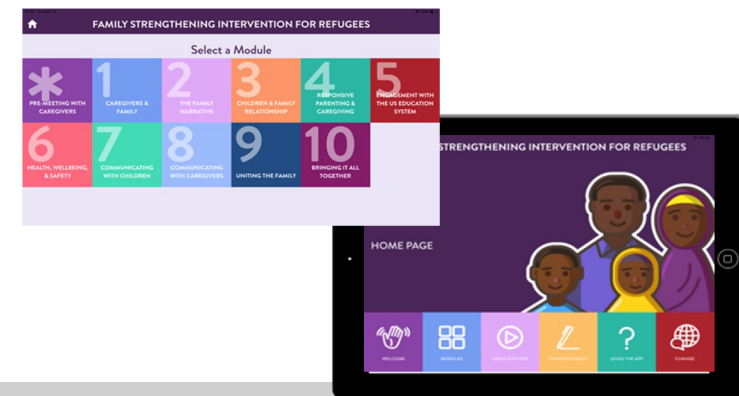 FAMILY STRENGTHENING INTERVENTION FOR REFUGEES
Select a Module
PRE-MEETING WITH
CAREGIVERS
1
CAREGIVERS &
FAMILY
2
THE FAMILY
NARRATIVE
3
CHILDREN & FAMILY
RELATIONSHIP
4
RESPONSIVE
PARENTING &
CAREGIVING
5
ENGAGEMENT WITH
THE US EDUCATION
SYSTEM
6
HEALTH, WELLBEING,
& SAFETY
7
COMMUNICATING
WITH CHILDREN
8
COMMUNICATING
WITH CAREGIVERS
9
UNITING THE FAMILY
10
BRINGING IT ALL
TOGETHER
STRENGTHENING INTERVENTION FOR REFUGEES
HOME PAGE
WELCOME
MODULES
CONFIDENTIALITY
USING THE APP
CHANGE